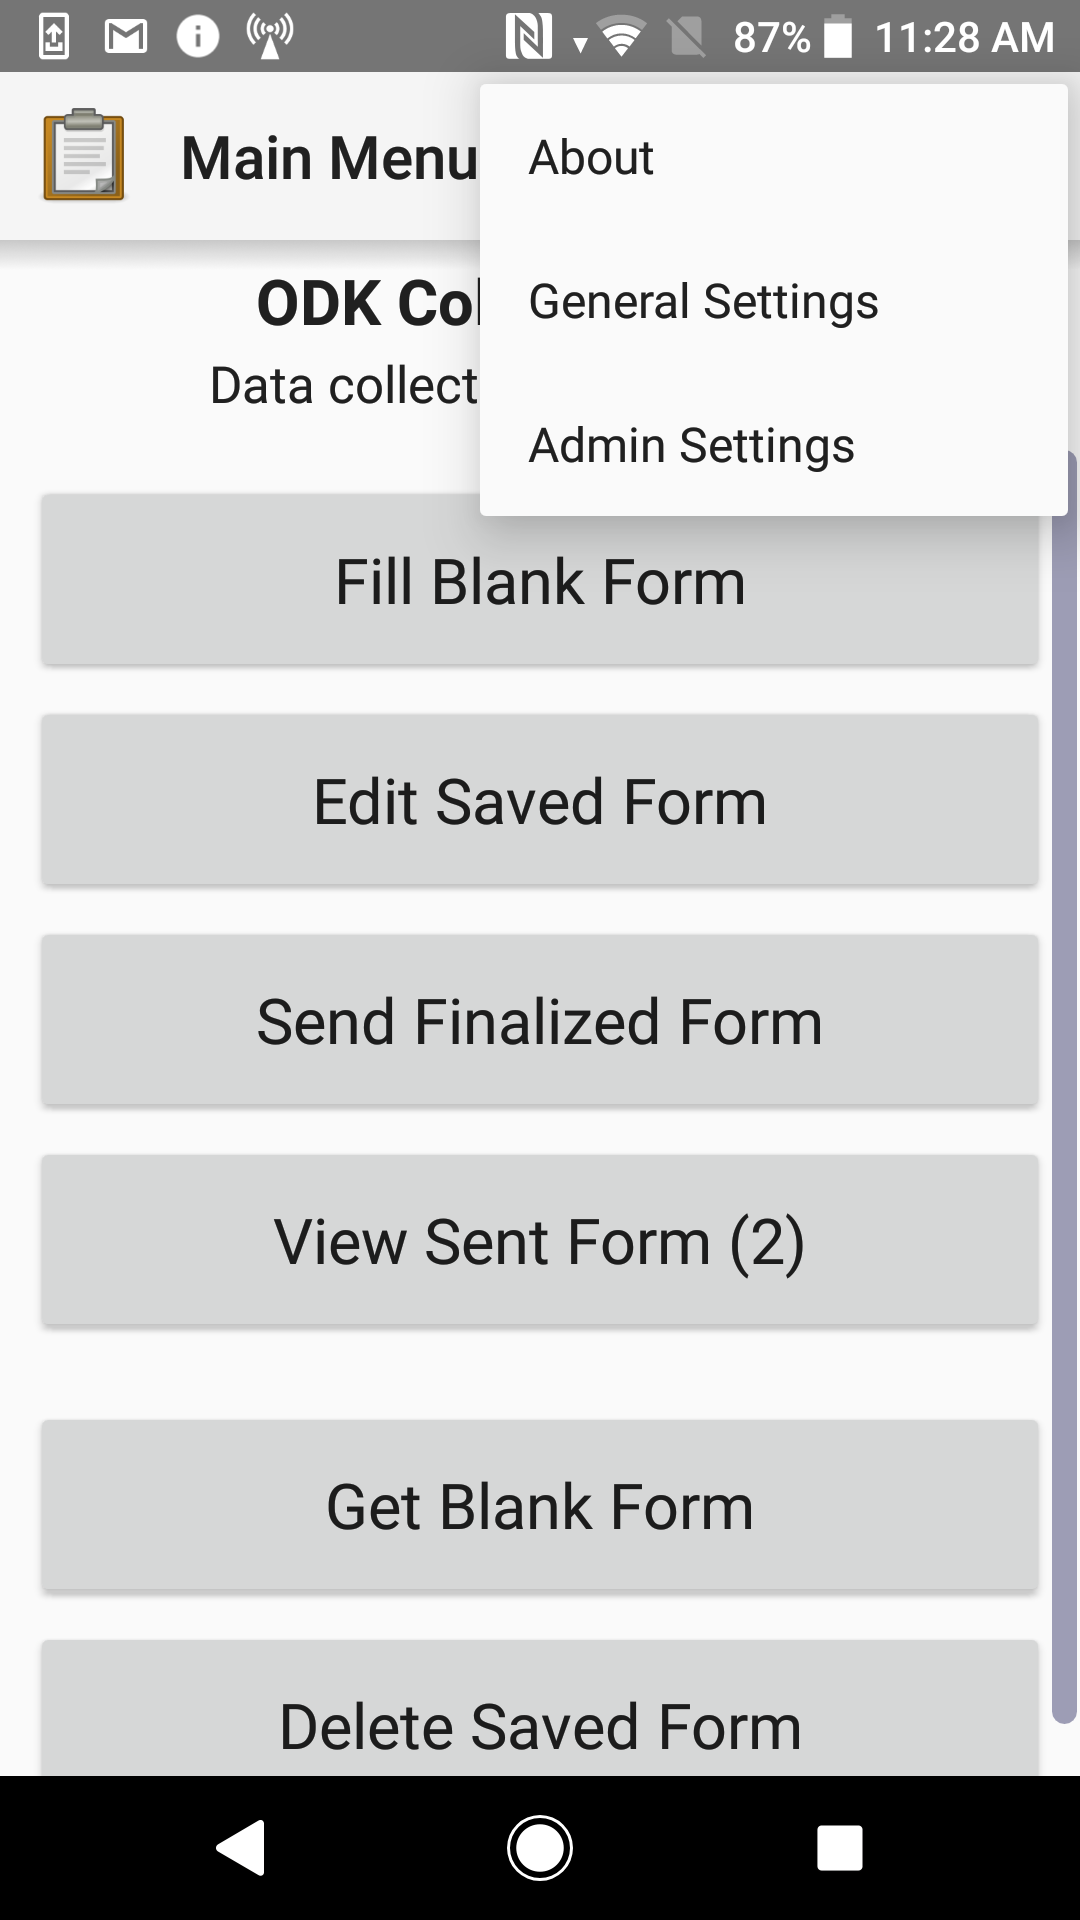 87% 11:28 AM
Main Menu
About
General Settings
Admin Settings
ODK Col
Data collect
Fill Blank Form
Edit Saved Form
Send Finalized Form
View Sent Form (2)
Get Blank Form
Delete Saved Form